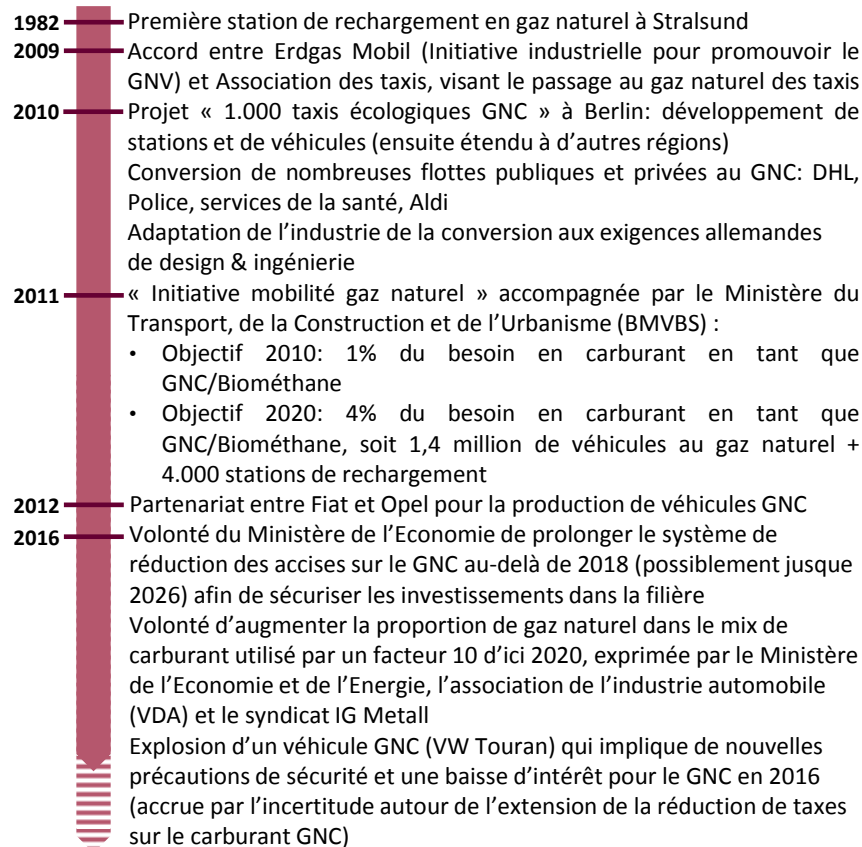 1982 Première station de rechargement en gaz naturel à Stralsund
2009 Accord entre Erdgas Mobil (Initiative industrielle pour promouvoir le
GNV) et Association des taxis, visant le passage au gaz naturel des taxis
2010 Projet « 1.000 taxis écologiques GNC » à Berlin: développement de
stations et de véhicules (ensuite étendu à d’autres régions)
Conversion de nombreuses flottes publiques et privées au GNC: DHL,
Police, services de la santé, Aldi
Adaptation de l’industrie de la conversion aux exigences allemandes
de design & ingénierie
2011 « Initiative mobilité gaz naturel » accompagnée par le Ministère du
Transport, de la Construction et de l’Urbanisme (BMVBS) :
• Objectif 2010: 1% du besoin en carburant en tant que
GNC/Biométhane
• Objectif 2020: 4% du besoin en carburant en tant que
GNC/Biométhane, soit 1,4 million de véhicules au gaz naturel +
4.000 stations de rechargement
2012 Partenariat entre Fiat et Opel pour la production de véhicules GNC
2016 Volonté du Ministère de l’Economie de prolonger le système de
réduction des accises sur le GNC au-delà de 2018 (possiblement jusque
2026) afin de sécuriser les investissements dans la filière
Volonté d’augmenter la proportion de gaz naturel dans le mix de
carburant utilisé par un facteur 10 d’ici 2020, exprimée par le Ministère
de l’Economie et de l’Energie, l’association de l’industrie automobile
(VDA) et le syndicat IG Metall
Explosion d’un véhicule GNC (VW Touran) qui implique de nouvelles
précautions de sécurité et une baisse d’intérêt pour le GNC en 2016
(accrue par l’incertitude autour de l’extension de la réduction de taxes
sur le carburant GNC)